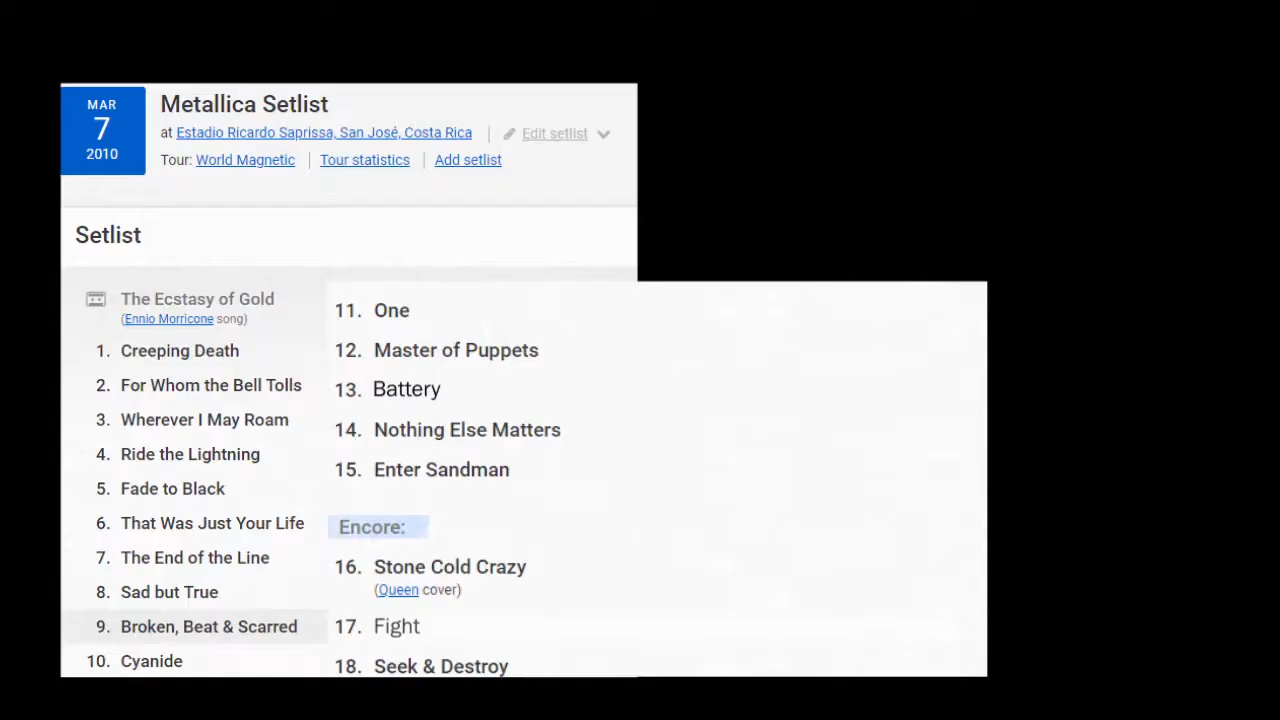 MAR
7
2010
Metallica Setlist
at Estadio Ricardo Saprissa, San José, Costa Rica | Edit setlist
Tour: World Magnetic | Tour statistics | Add setlist
Setlist
The Ecstasy of Gold
(Ennio Morricone song)
1. Creeping Death
2. For Whom the Bell Tolls
3. Wherever I May Roam
4. Ride the Lightning
5. Fade to Black
6. That Was Just Your Life
7. The End of the Line
8. Sad but True
9. Broken, Beat & Scarred
10. Cyanide
11. One
12. Master of Puppets
13. Battery
14. Nothing Else Matters
15. Enter Sandman
Encore:
16. Stone Cold Crazy
(Queen cover)
17. Fight
18. Seek & Destroy